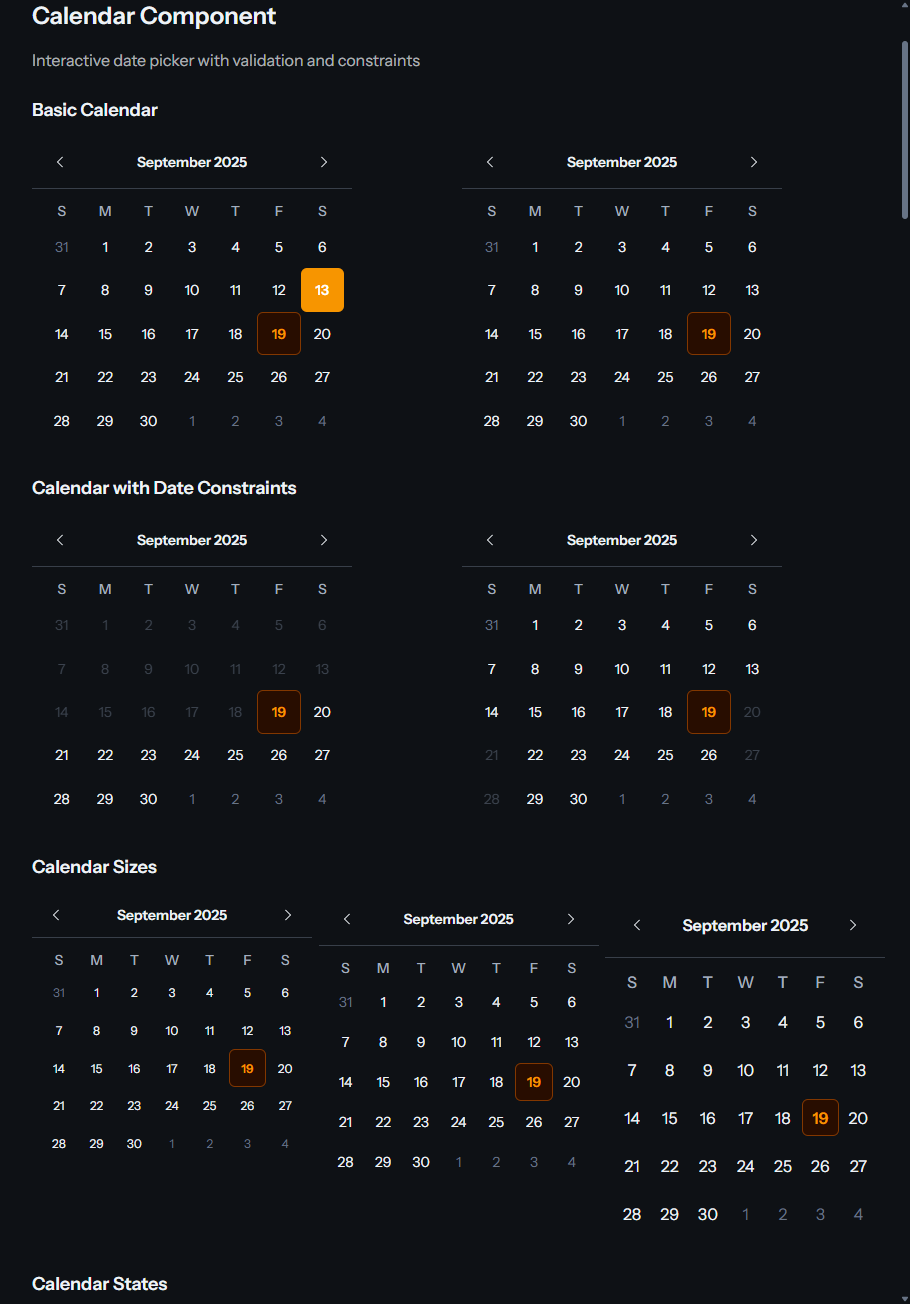 Calendar Component
Interactive date picker with validation and constraints
Basic Calendar
September 2025
S M T W T F S
31 1 2 3 4 5 6
7 8 9 10 11 12 13
14 15 16 17 18 19 20
21 22 23 24 25 26 27
28 29 30 1 2 3 4
September 2025
S M T W T F S
31 1 2 3 4 5 6
7 8 9 10 11 12 13
14 15 16 17 18 19 20
21 22 23 24 25 26 27
28 29 30 1 2 3 4
Calendar with Date Constraints
September 2025
S M T W T F S
31 1 2 3 4 5 6
7 8 9 10 11 12 13
14 15 16 17 18 19 20
21 22 23 24 25 26 27
28 29 30 1 2 3 4
September 2025
S M T W T F S
31 1 2 3 4 5 6
7 8 9 10 11 12 13
14 15 16 17 18 19 20
21 22 23 24 25 26 27
28 29 30 1 2 3 4
Calendar Sizes
September 2025
S M T W T F S
31 1 2 3 4 5 6
7 8 9 10 11 12 13
14 15 16 17 18 19 20
21 22 23 24 25 26 27
28 29 30 1 2 3 4
September 2025
S M T W T F S
31 1 2 3 4 5 6
7 8 9 10 11 12 13
14 15 16 17 18 19 20
21 22 23 24 25 26 27
28 29 30 1 2 3 4
September 2025
S M T W T F S
31 1 2 3 4 5 6
7 8 9 10 11 12 13
14 15 16 17 18 19 20
21 22 23 24 25 26 27
28 29 30 1 2 3 4
Calendar States